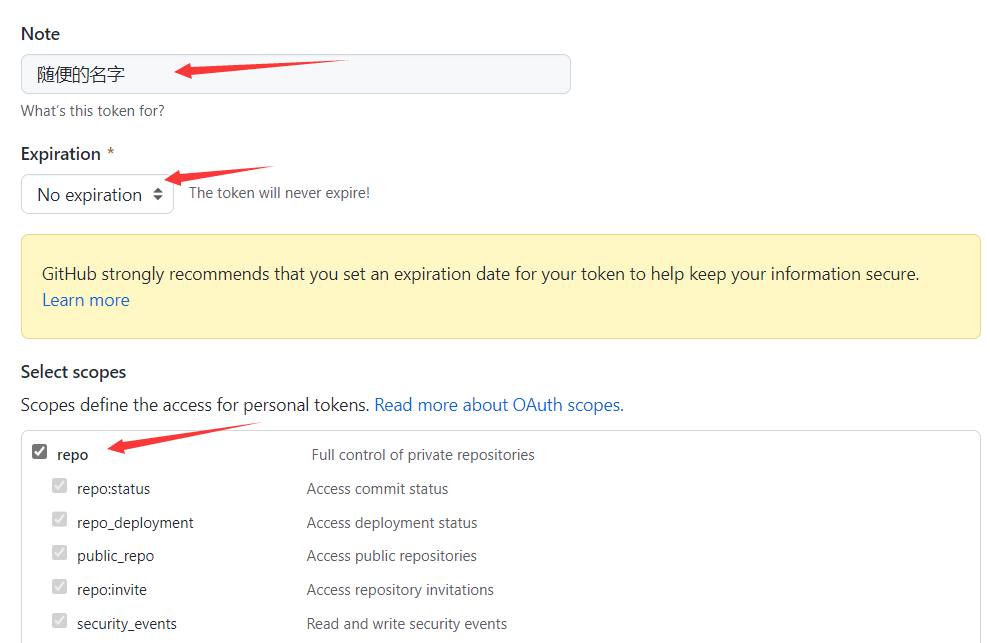 Note
随便的名字
What's this token for?
Expiration *
No expiration The token will never expire!
GitHub strongly recommends that you set an expiration date for your token to help keep your information secure.
Learn more
Select scopes
Scopes define the access for personal tokens. Read more about OAuth scopes.
repo Full control of private repositories
repo:status Access commit status
repo_deployment Access deployment status
public_repo Access public repositories
repo:invite Access repository invitations
security_events Read and write security events